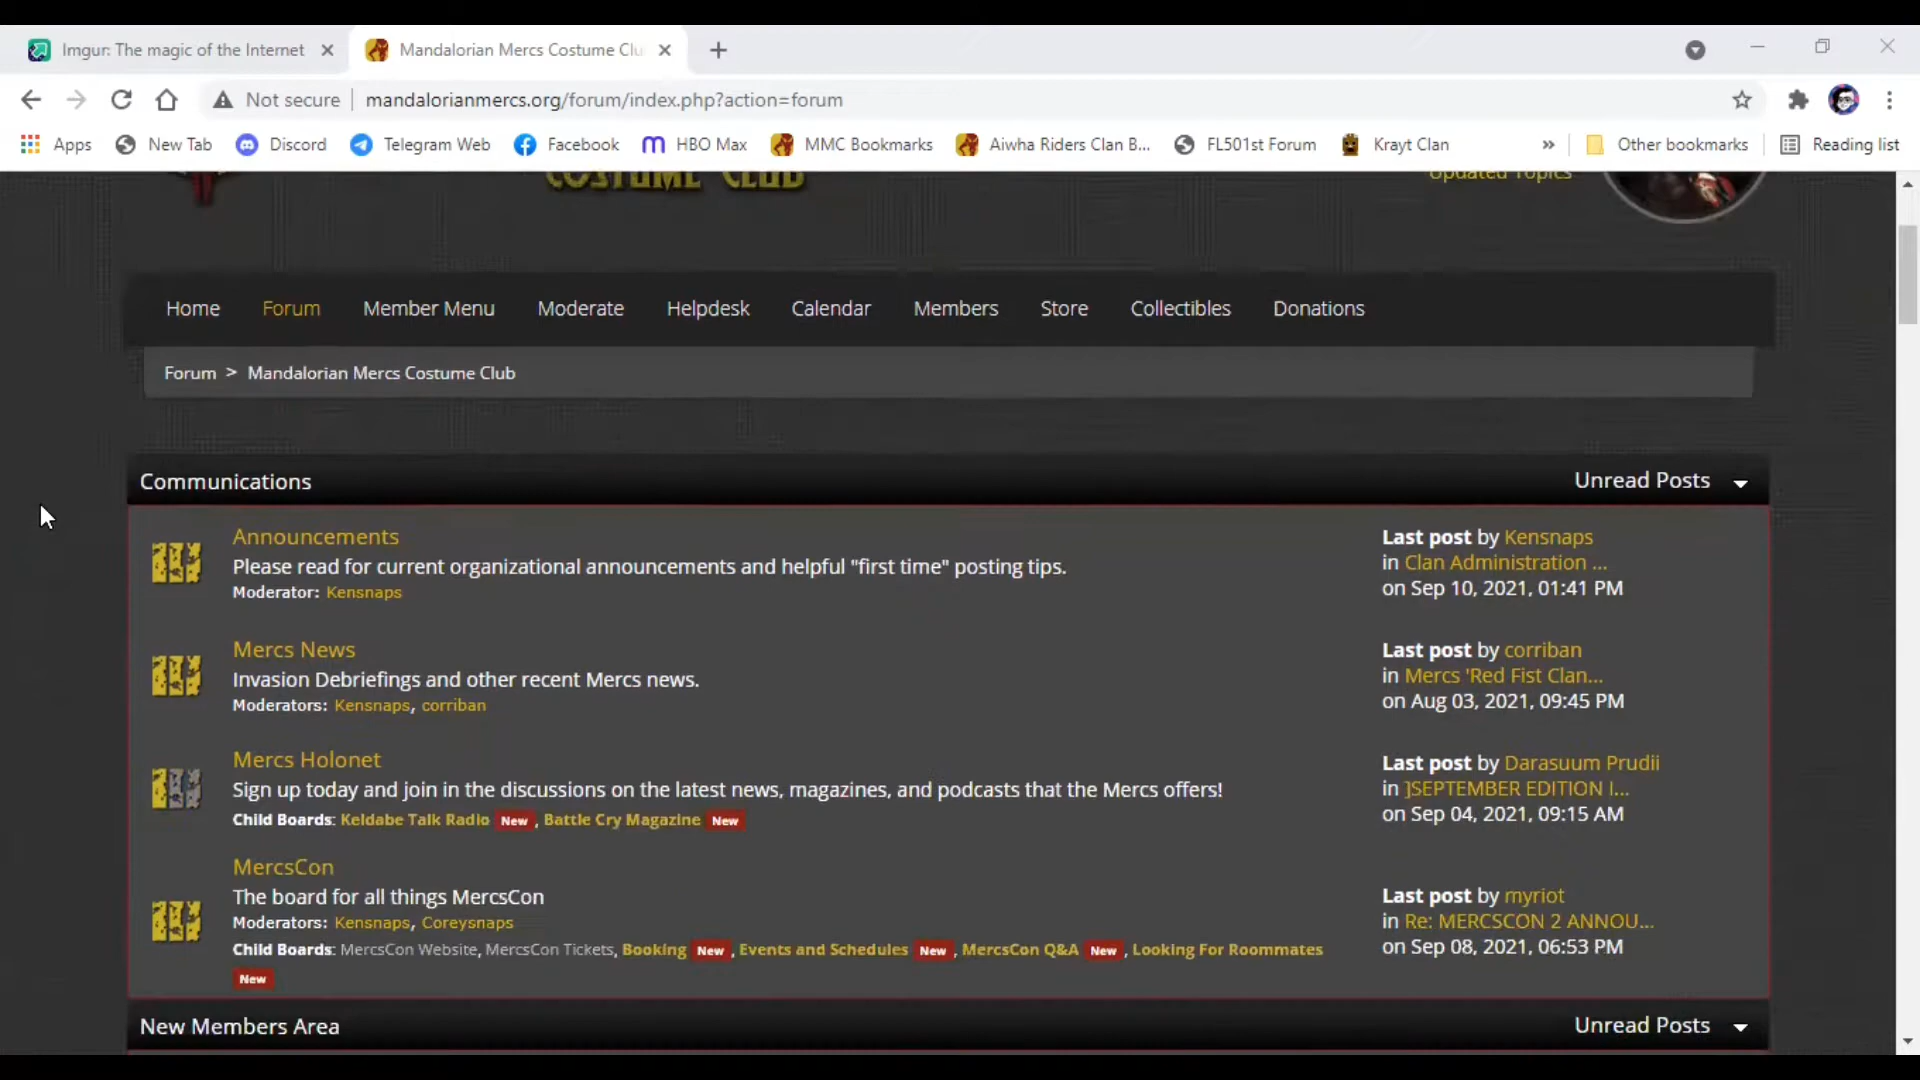 Imgur: The magic of the Internet
Mandalorian Mercs Costume Clu
Not secure
mandalorianmercs.org/forum/index.php?action=forum
Apps
New Tab
Discord
Telegram Web
Facebook
HBO Max
MMC Bookmarks
Aiwha Riders Clan B...
FL501st Forum
Krayt Clan
»
Other bookmarks
Reading list
COSTUME CLUB
Updated Topics
Home
Forum
Member Menu
Moderate
Helpdesk
Calendar
Members
Store
Collectibles
Donations
Forum > Mandalorian Mercs Costume Club
Communications
Unread Posts
Announcements
Please read for current organizational announcements and helpful "first time" posting tips.
Moderator: Kensnaps
Last post by Kensnaps
in Clan Administration ...
on Sep 10, 2021, 01:41 PM
Mercs News
Invasion Debriefings and other recent Mercs news.
Moderators: Kensnaps, corriban
Last post by corriban
in Mercs 'Red Fist Clan...
on Aug 03, 2021, 09:45 PM
Mercs Holonet
Sign up today and join in the discussions on the latest news, magazines, and podcasts that the Mercs offers!
Child Boards: Keldabe Talk Radio New , Battle Cry Magazine New
Last post by Darasuum Prudii
in ]SEPTEMBER EDITION I...
on Sep 04, 2021, 09:15 AM
MercsCon
The board for all things MercsCon
Moderators: Kensnaps, Coreysnaps
Child Boards: MercsCon Website, MercsCon Tickets, Booking New , Events and Schedules New , MercsCon Q&A New , Looking For Roommates
New
Last post by myriot
in Re: MERCSCON 2 ANNOU...
on Sep 08, 2021, 06:53 PM
New Members Area
Unread Posts